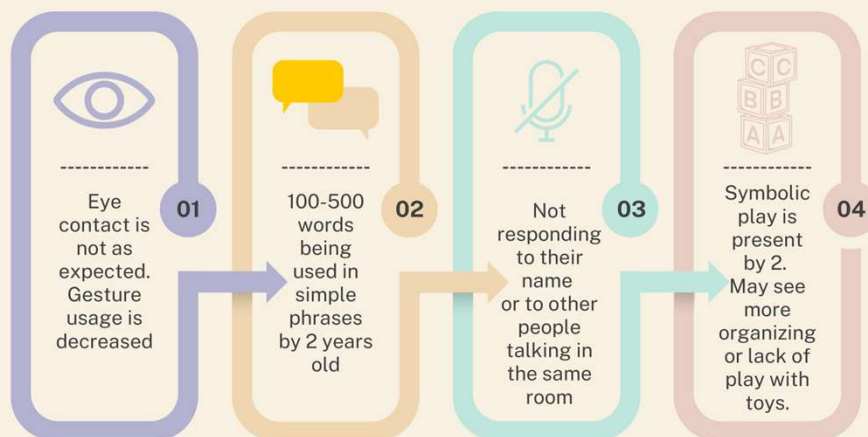 01
Eye
contact is
not as
expected.
Gesture
usage is
decreased
02
100-500
words
being
used in
simple
phrases
by 2 years
old
03
Not
responding
to their
name
or to other
people
talking in
the same
room
C C
B B
A A
04
Symbolic
play is
present
by 2.
May see
more
organizing
or lack of
play with
toys.